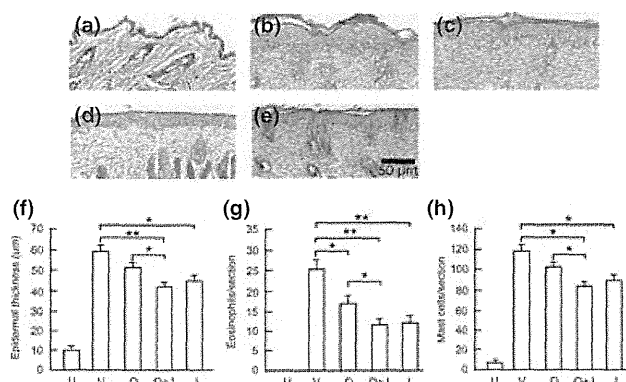 (a)
(b)
(c)
(d)
(e)
50 µm
(f)
Epidermal thickness (µm)
70
60
50
40
30
20
10
0
**
*
*
(g)
Eosinophils/section
35
30
25
20
15
10
5
0
**
**
*
*
(h)
Mast cells/section
140
120
100
80
60
40
20
0
*
*
*